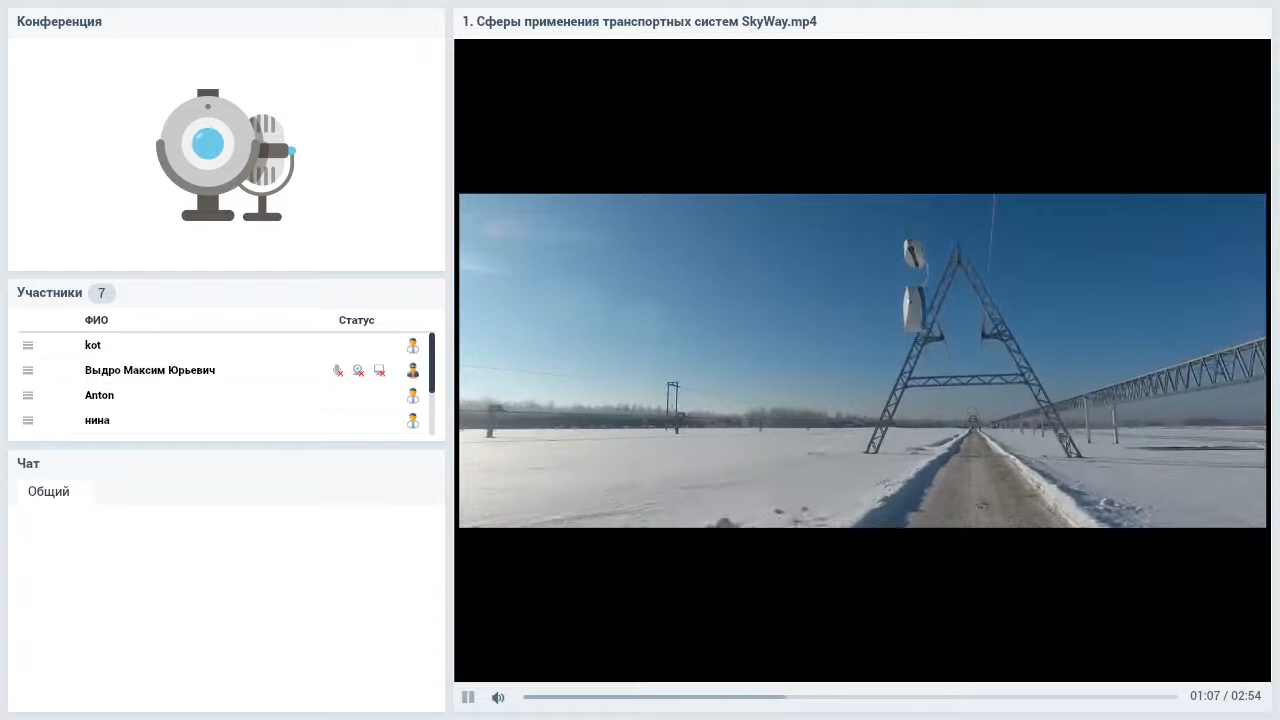 Конференция
1. Сферы применения транспортных систем SkyWay.mp4
Участники 7
ФИО Статус
kot
Выдро Максим Юрьевич
Anton
нина
Чат
Общий
01:07 / 02:54